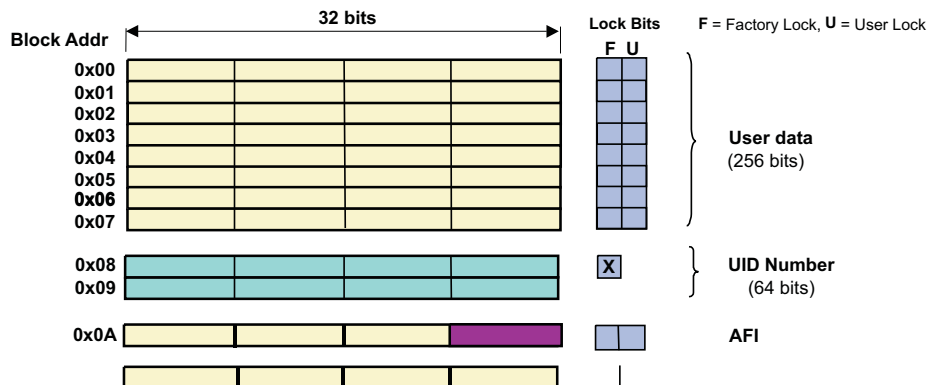 32 bits
Lock Bits
F = Factory Lock, U = User Lock
Block Addr
F U
0x00
0x01
0x02
0x03
0x04
0x05
0x06
0x07
User data
(256 bits)
0x08
0x09
X
UID Number
(64 bits)
0x0A
AFI